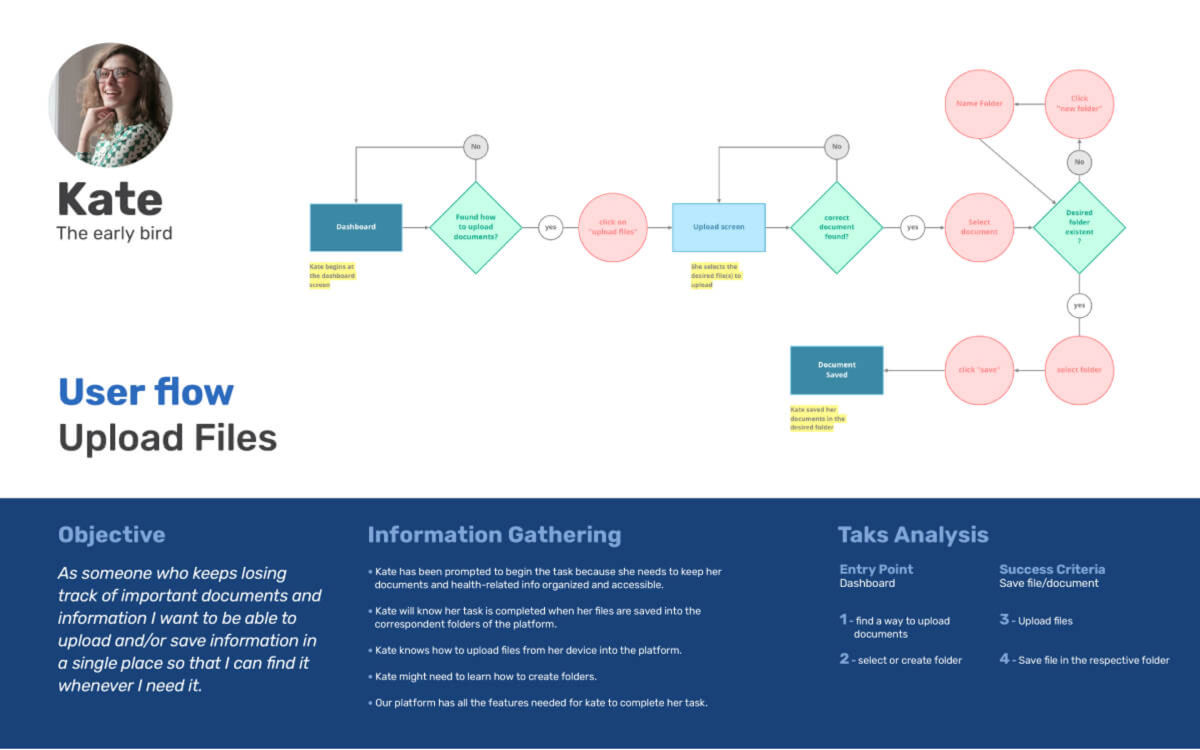 Kate
The early bird
User flow
Upload Files
No
No
Name Folder
Click
"new folder"
No
Dashboard
Found how
to upload
documents?
yes
click on
"upload files"
Upload screen
correct
document
found?
yes
Select
document
Desired
folder
existent
?
Kate begins at
the dashboard
screen
She selects the
desired file(s) to
upload
yes
Document
Saved
click "save"
select folder
Kate saved her
documents in the
desired folder
Objective
As someone who keeps losing
track of important documents and
information I want to be able to
upload and/or save information in
a single place so that I can find it
whenever I need it.
Information Gathering
• Kate has been prompted to begin the task because she needs to keep her
documents and health-related info organized and accessible.
• Kate will know her task is completed when her files are saved into the
correspondent folders of the platform.
• Kate knows how to upload files from her device into the platform.
• Kate might need to learn how to create folders.
• Our platform has all the features needed for kate to complete her task.
Taks Analysis
Entry Point
Dashboard
1 - find a way to upload
documents
2 - select or create folder
Success Criteria
Save file/document
3 - Upload files
4 - Save file in the respective folder